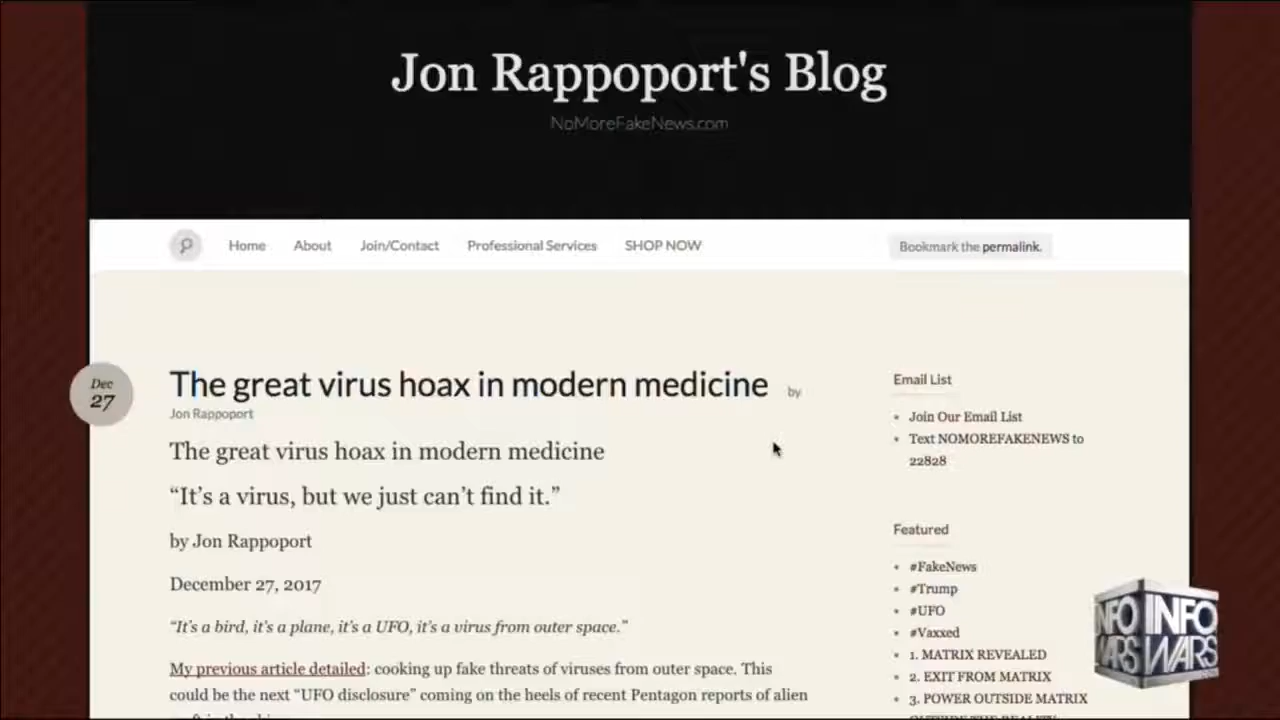 Jon Rappoport's Blog
NoMoreFakeNews.com
Home About Join/Contact Professional Services SHOP NOW
Bookmark the permalink.
Dec
27
The great virus hoax in modern medicine by
Jon Rappoport
The great virus hoax in modern medicine
“It’s a virus, but we just can’t find it.”
by Jon Rappoport
December 27, 2017
“It’s a bird, it’s a plane, it’s a UFO, it’s a virus from outer space.”
My previous article detailed: cooking up fake threats of viruses from outer space. This
could be the next “UFO disclosure” coming on the heels of recent Pentagon reports of alien
Email List
Join Our Email List
Text NOMOREFAKENEWS to
22828
Featured
#FakeNews
#Trump
#UFO
#Vaxxed
1. MATRIX REVEALED
2. EXIT FROM MATRIX
3. POWER OUTSIDE MATRIX
INFO INFO
WARS WARS